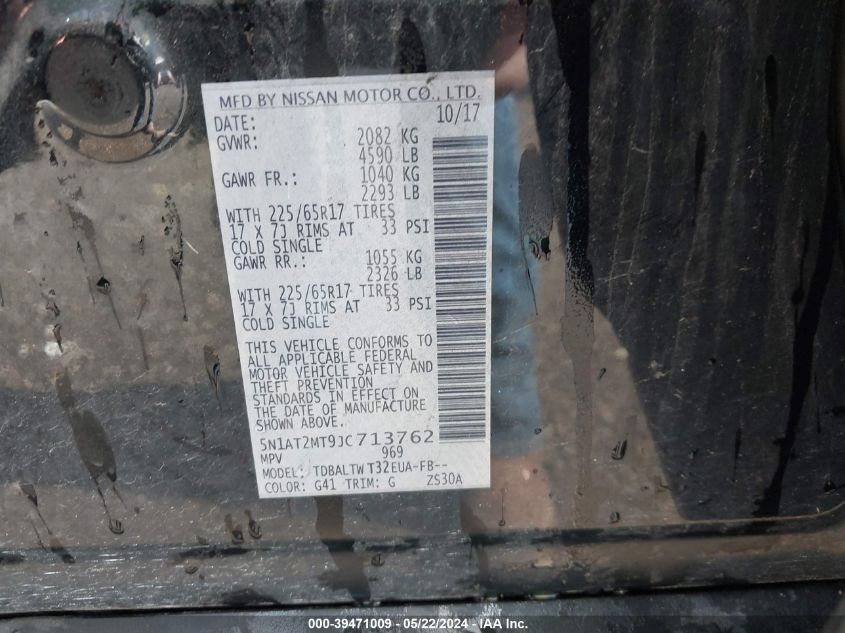 MFD BY NISSAN MOTOR CO., LTD.
DATE: 10/17
GVWR: 2082 KG
4590 LB
GAWR FR.: 1040 KG
2293 LB
WITH 225/65R17 TIRES
17 X 7J RIMS AT 33 PSI
COLD SINGLE
GAWR RR.: 1055 KG
2326 LB
WITH 225/65R17 TIRES
17 X 7J RIMS AT 33 PSI
COLD SINGLE
THIS VEHICLE CONFORMS TO
ALL APPLICABLE FEDERAL
MOTOR VEHICLE SAFETY AND
THEFT PREVENTION
STANDARDS IN EFFECT ON
THE DATE OF MANUFACTURE
SHOWN ABOVE.
5N1AT2MT9JC713762
MPV 969
MODEL: TDBALTW T32EUA-FB--
COLOR: G41 TRIM: G ZS30A
000-39471009 - 05/22/2024 - IAA Inc.